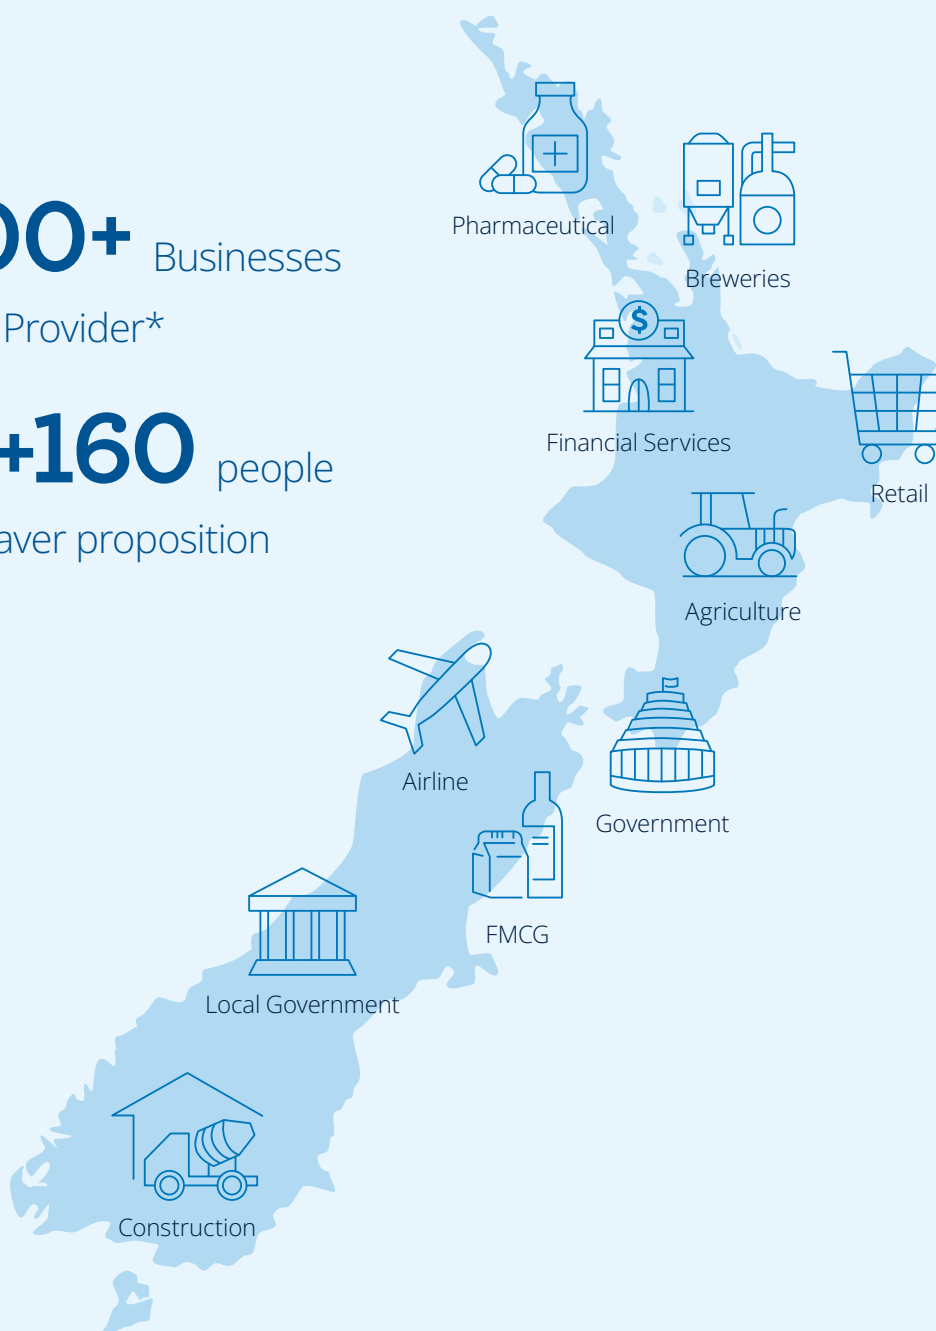 00+ Businesses
Provider*
+160 people
aver proposition
Pharmaceutical
Breweries
Financial Services
Retail
Agriculture
Airline
Government
FMCG
Local Government
Construction